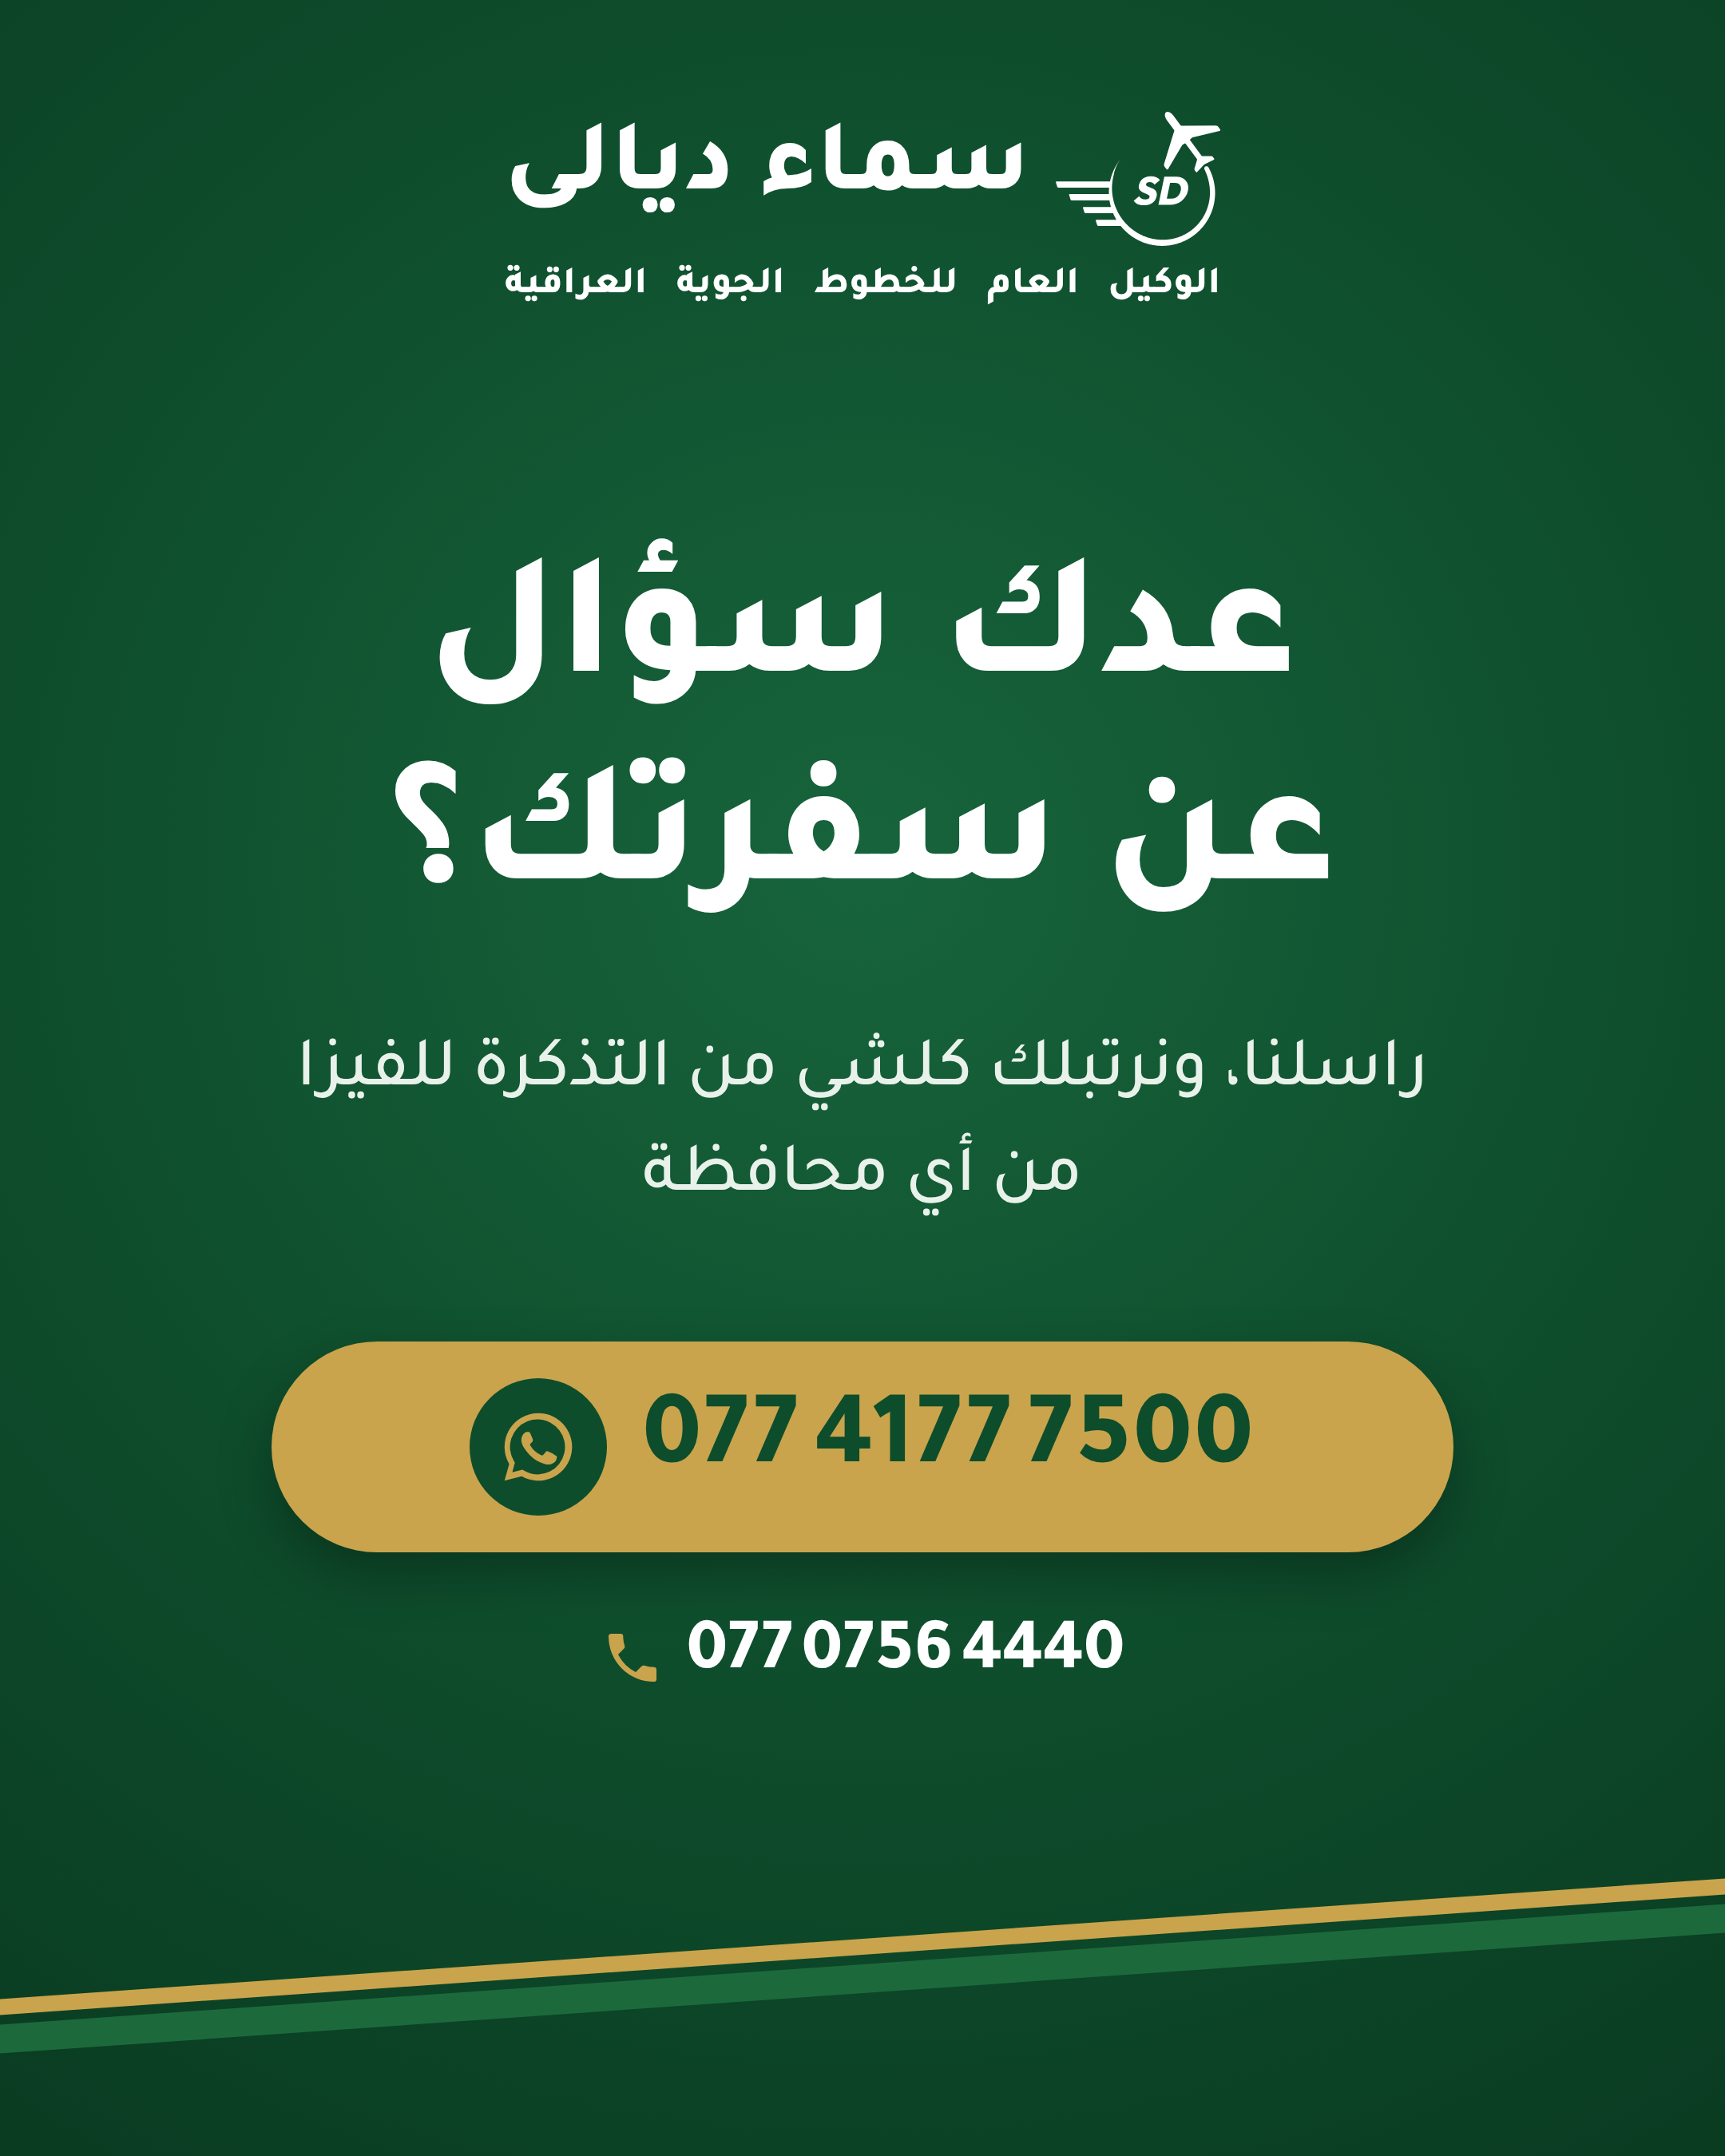 سماء ديالى
SD
الوكيل العام للخطوط الجوية العراقية
عدك سؤال
عن سفرتك؟
راسلنا، ونرتبلك كلشي من التذكرة للفيزا
من أي محافظة
077 4177 7500
077 0756 4440